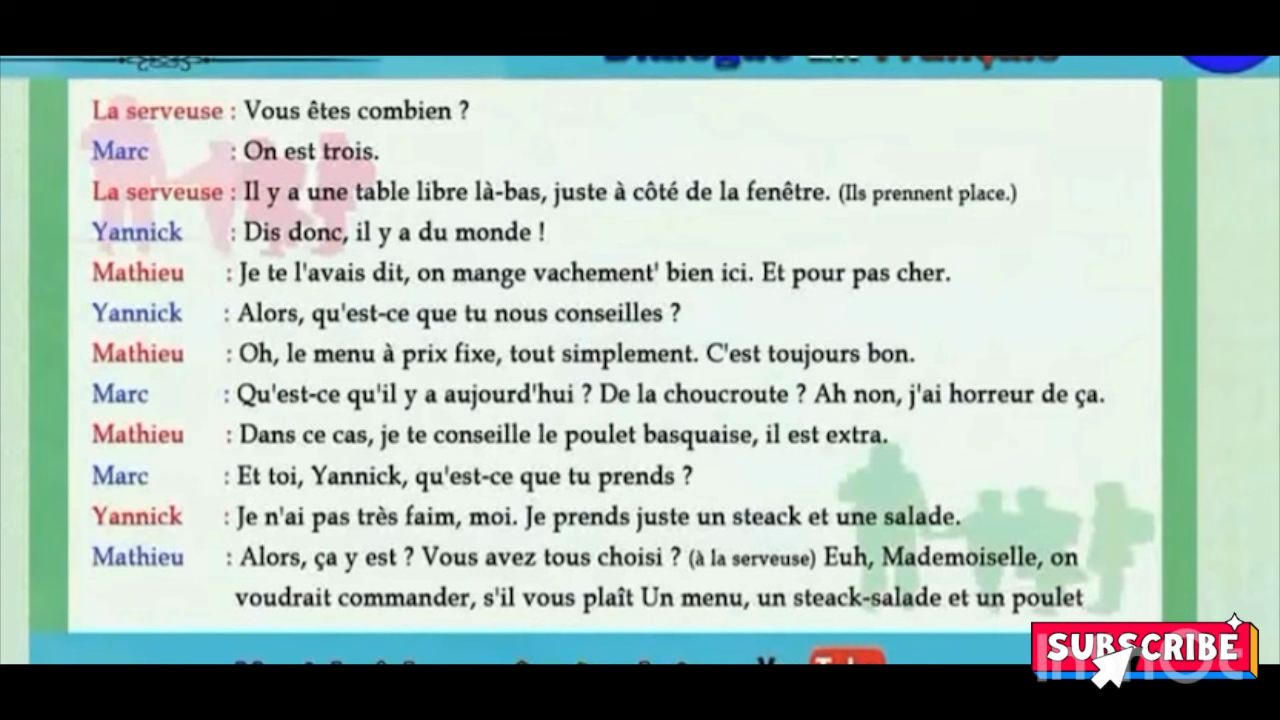 Dialogue En Français
La serveuse : Vous êtes combien ?
Marc : On est trois.
La serveuse : Il y a une table libre là-bas, juste à côté de la fenêtre. (Ils prennent place.)
Yannick : Dis donc, il y a du monde !
Mathieu : Je te l'avais dit, on mange vachement' bien ici. Et pour pas cher.
Yannick : Alors, qu'est-ce que tu nous conseilles ?
Mathieu : Oh, le menu à prix fixe, tout simplement. C'est toujours bon.
Marc : Qu'est-ce qu'il y a aujourd'hui ? De la choucroute ? Ah non, j'ai horreur de ça.
Mathieu : Dans ce cas, je te conseille le poulet basquaise, il est extra.
Marc : Et toi, Yannick, qu'est-ce que tu prends ?
Yannick : Je n'ai pas très faim, moi. Je prends juste un steack et une salade.
Mathieu : Alors, ça y est ? Vous avez tous choisi ? (à la serveuse) Euh, Mademoiselle, on
voudrait commander, s'il vous plaît Un menu, un steack-salade et un poulet
SUBSCRIBE